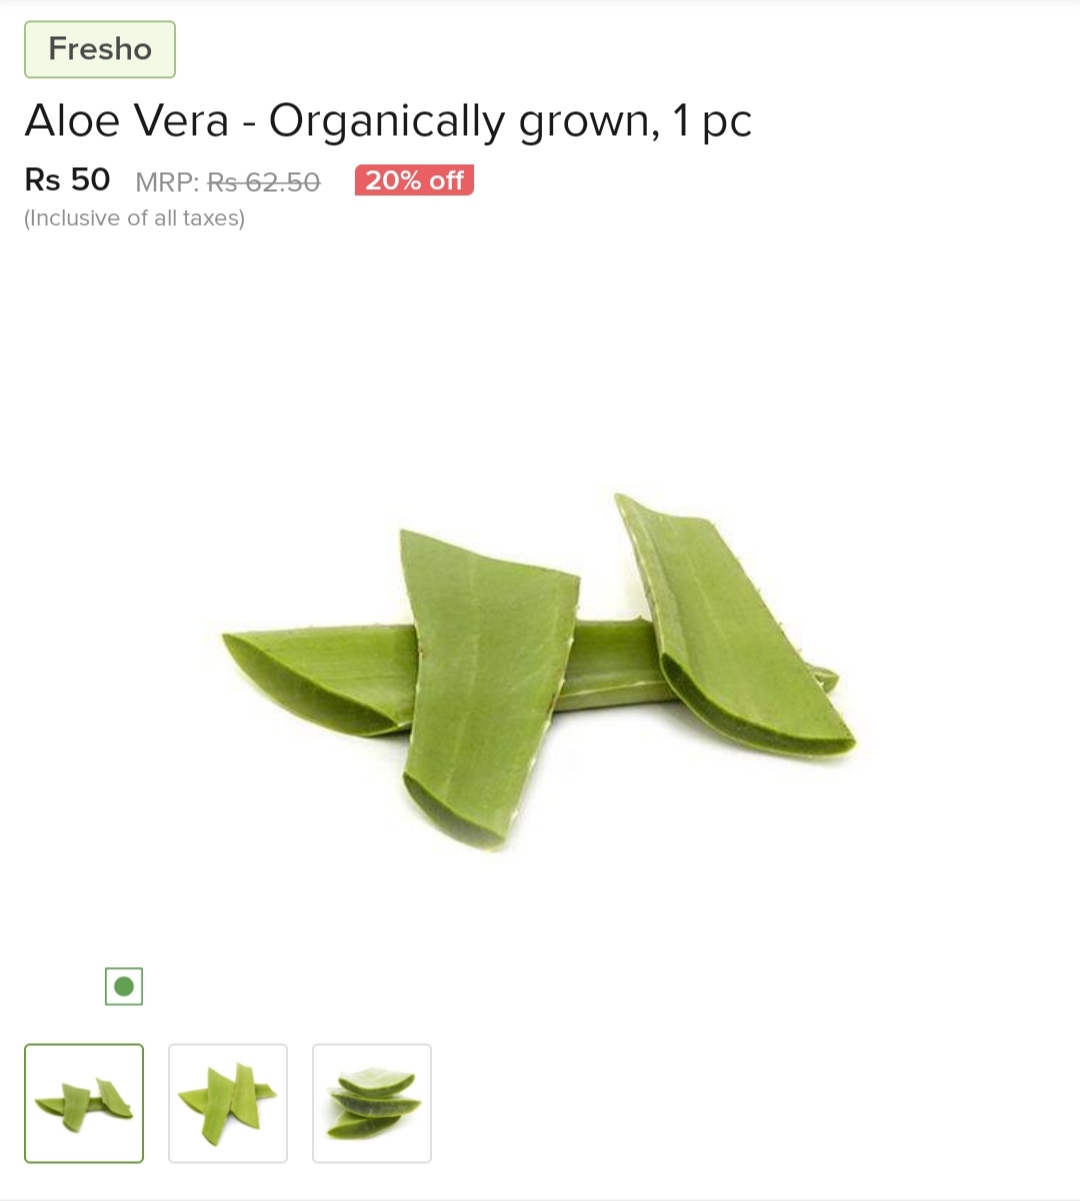 Fresho
Aloe Vera - Organically grown, 1 pc
Rs 50 MRP: Rs 62.50 20% off
(Inclusive of all taxes)